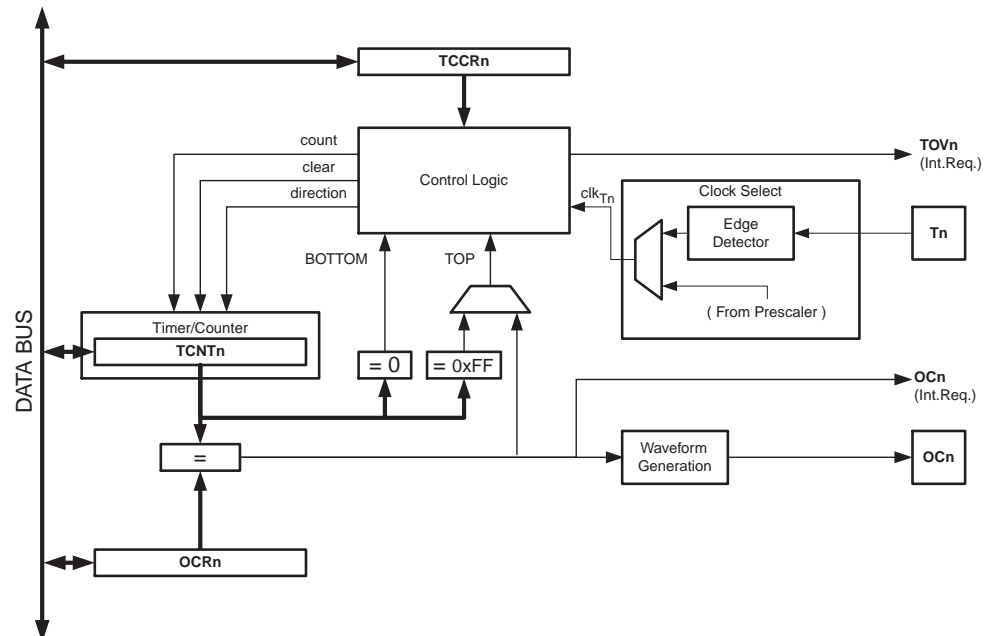 TCCRn
count
clear
direction
Control Logic
TOVn
(Int.Req.)
clkTn
Clock Select
Edge
Detector
Tn
( From Prescaler )
BOTTOM
TOP
Timer/Counter
TCNTn
= 0
= 0xFF
DATA BUS
OCn
(Int.Req.)
=
Waveform
Generation
OCn
OCRn